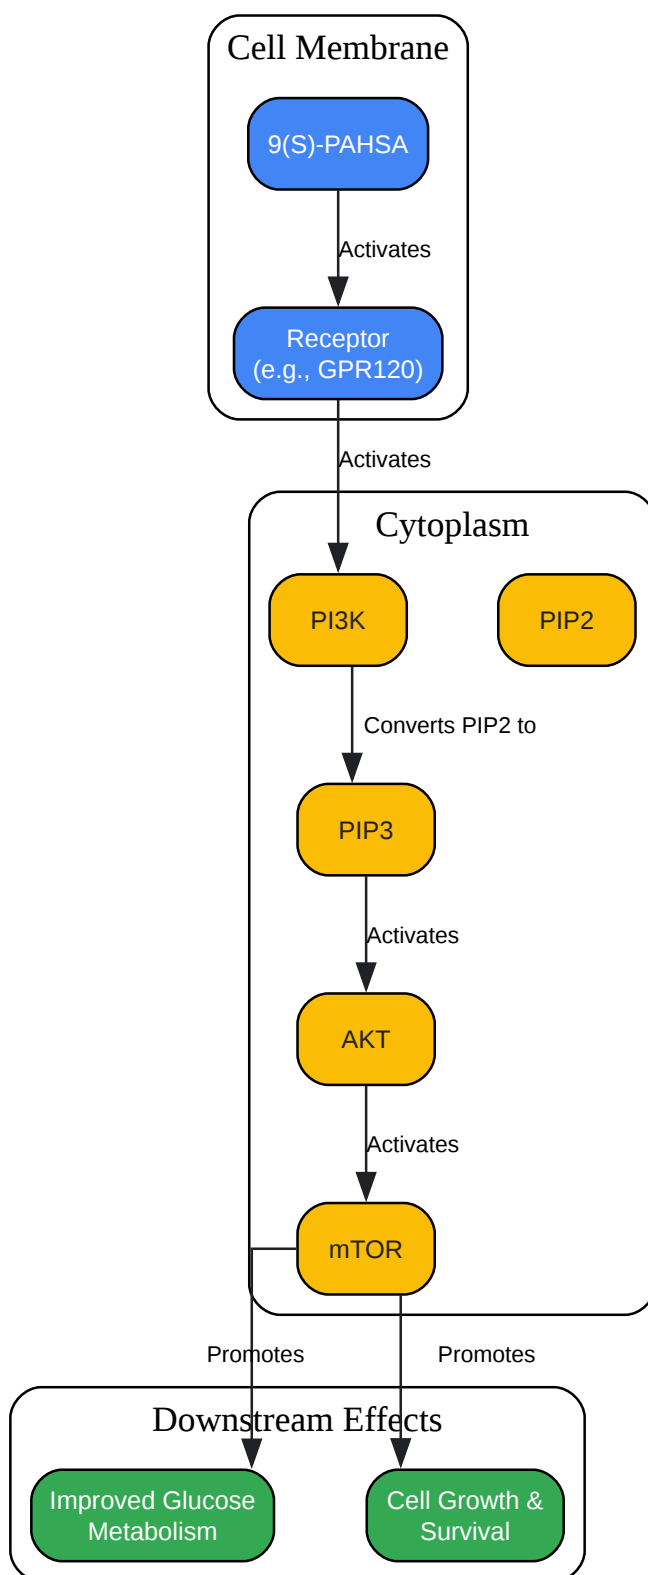 Cell Membrane
9(S)-PAHSA
Activates
Receptor
(e.g., GPR120)
Activates
Cytoplasm
PI3K
PIP2
Converts PIP2 to
PIP3
Activates
AKT
Activates
mTOR
Promotes
Promotes
Downstream Effects
Improved Glucose
Metabolism
Cell Growth &
Survival